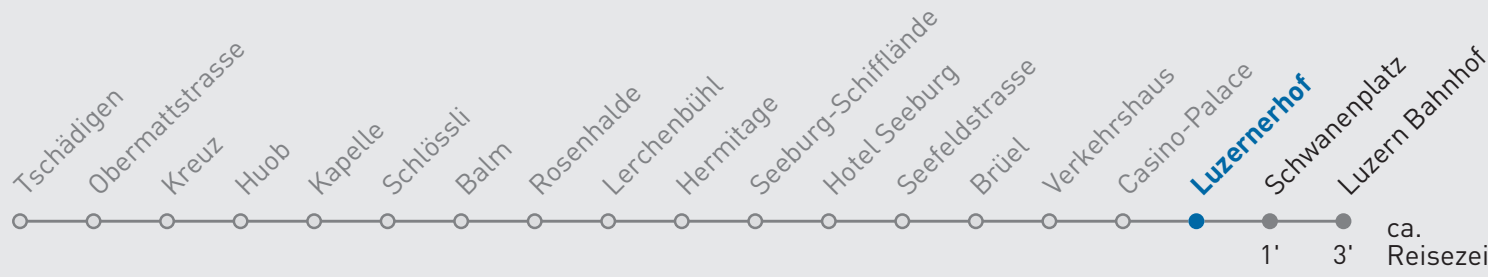 Tschädigen
Obermattstrasse
Kreuz
Huob
Kapelle
Schlössli
Balm
Rosenhalde
Lerchenbühl
Hermitage
Seeburg-Schifflände
Hotel Seeburg
Seefeldstrasse
Brüel
Verkehrshaus
Casino-Palace
Luzernerhof
Schwanenplatz
Luzern Bahnhof
1' 3' ca.
Reisezei